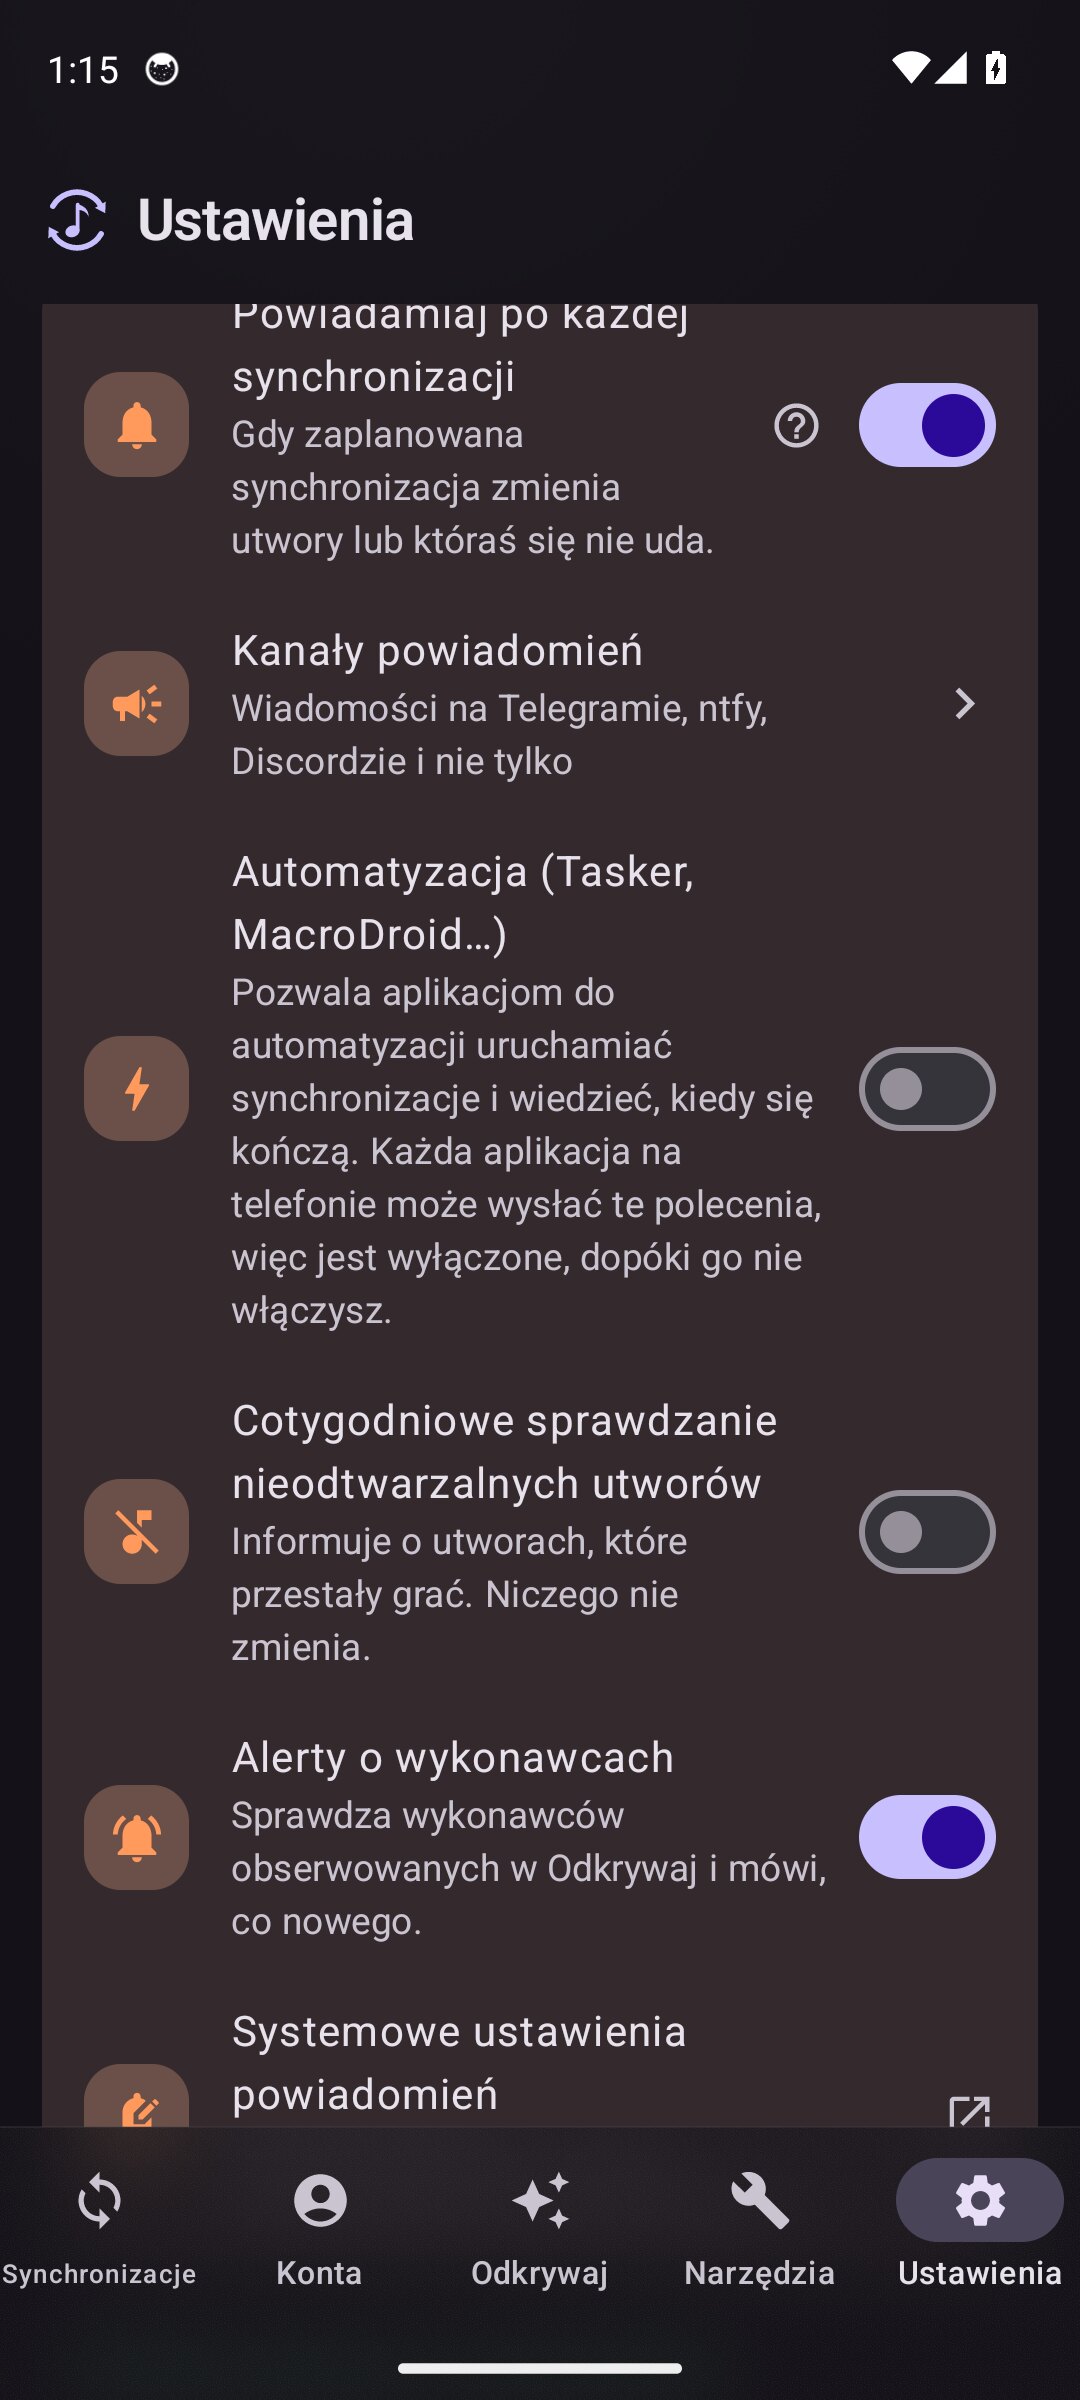 1:15
Ustawienia
Powiadamiaj po każdej
synchronizacji
Gdy zaplanowana
synchronizacja zmienia
utwory lub któraś się nie uda.
Kanały powiadomień
Wiadomości na Telegramie, ntfy,
Discordzie i nie tylko
Automatyzacja (Tasker,
MacroDroid…)
Pozwala aplikacjom do
automatyzacji uruchamiać
synchronizacje i wiedzieć, kiedy się
kończą. Każda aplikacja na
telefonie może wysłać te polecenia,
więc jest wyłączone, dopóki go nie
włączysz.
Cotygodniowe sprawdzanie
nieodtwarzalnych utworów
Informuje o utworach, które
przestały grać. Niczego nie
zmienia.
Alerty o wykonawcach
Sprawdza wykonawców
obserwowanych w Odkrywaj i mówi,
co nowego.
Systemowe ustawienia
powiadomień
Synchronizacje
Konta
Odkrywaj
Narzędzia
Ustawienia